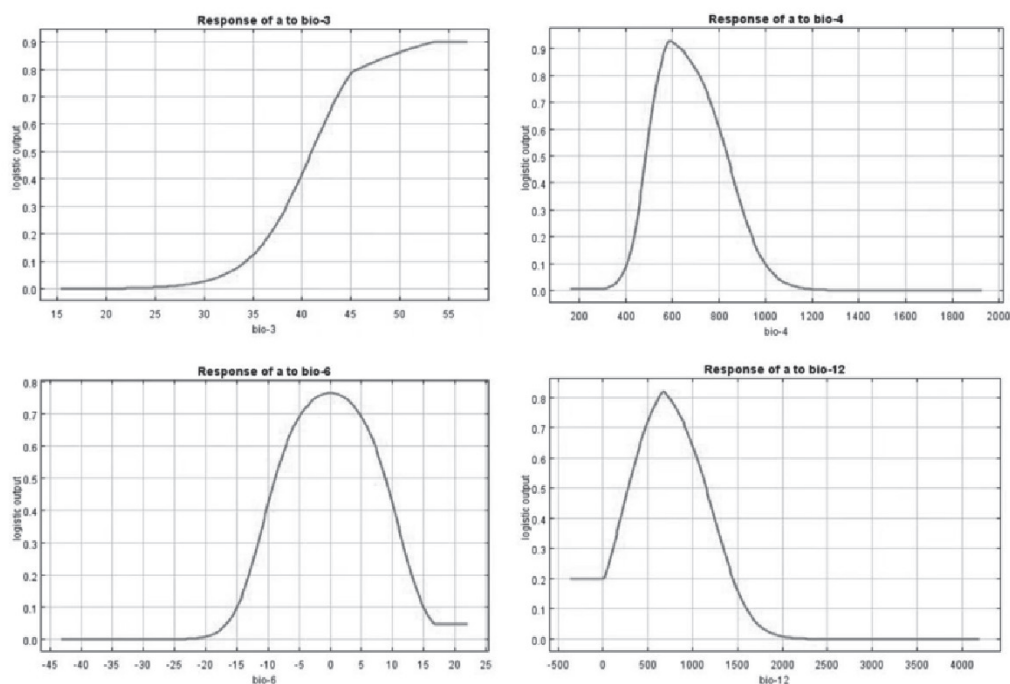 Response of a to bio-3
logistic output
0.9
0.8
0.7
0.6
0.5
0.4
0.3
0.2
0.1
0.0
15 20 25 30 35 40 45 50 55
bio-3
Response of a to bio-4
logistic output
0.9
0.8
0.7
0.6
0.5
0.4
0.3
0.2
0.1
0.0
200 400 600 800 1000 1200 1400 1600 1800 2000
bio-4
Response of a to bio-6
logistic output
0.8
0.7
0.6
0.5
0.4
0.3
0.2
0.1
0.0
-45 -40 -35 -30 -25 -20 -15 -10 -5 0 5 10 15 20 25
bio-6
Response of a to bio-12
logistic output
0.8
0.7
0.6
0.5
0.4
0.3
0.2
0.1
0.0
-500 0 500 1000 1500 2000 2500 3000 3500 4000
bio-12